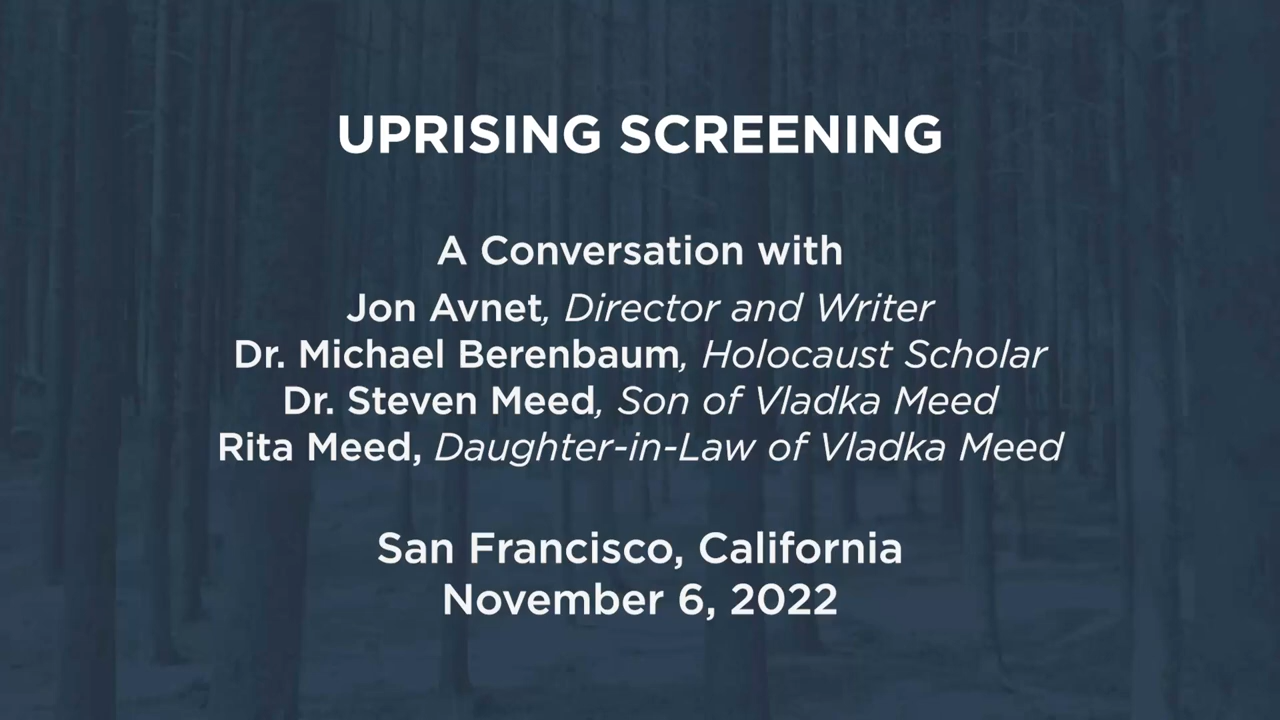 UPRISING SCREENING
A Conversation with
Jon Avnet, Director and Writer
Dr. Michael Berenbaum, Holocaust Scholar
Dr. Steven Meed, Son of Vladka Meed
Rita Meed, Daughter-in-Law of Vladka Meed
San Francisco, California
November 6, 2022